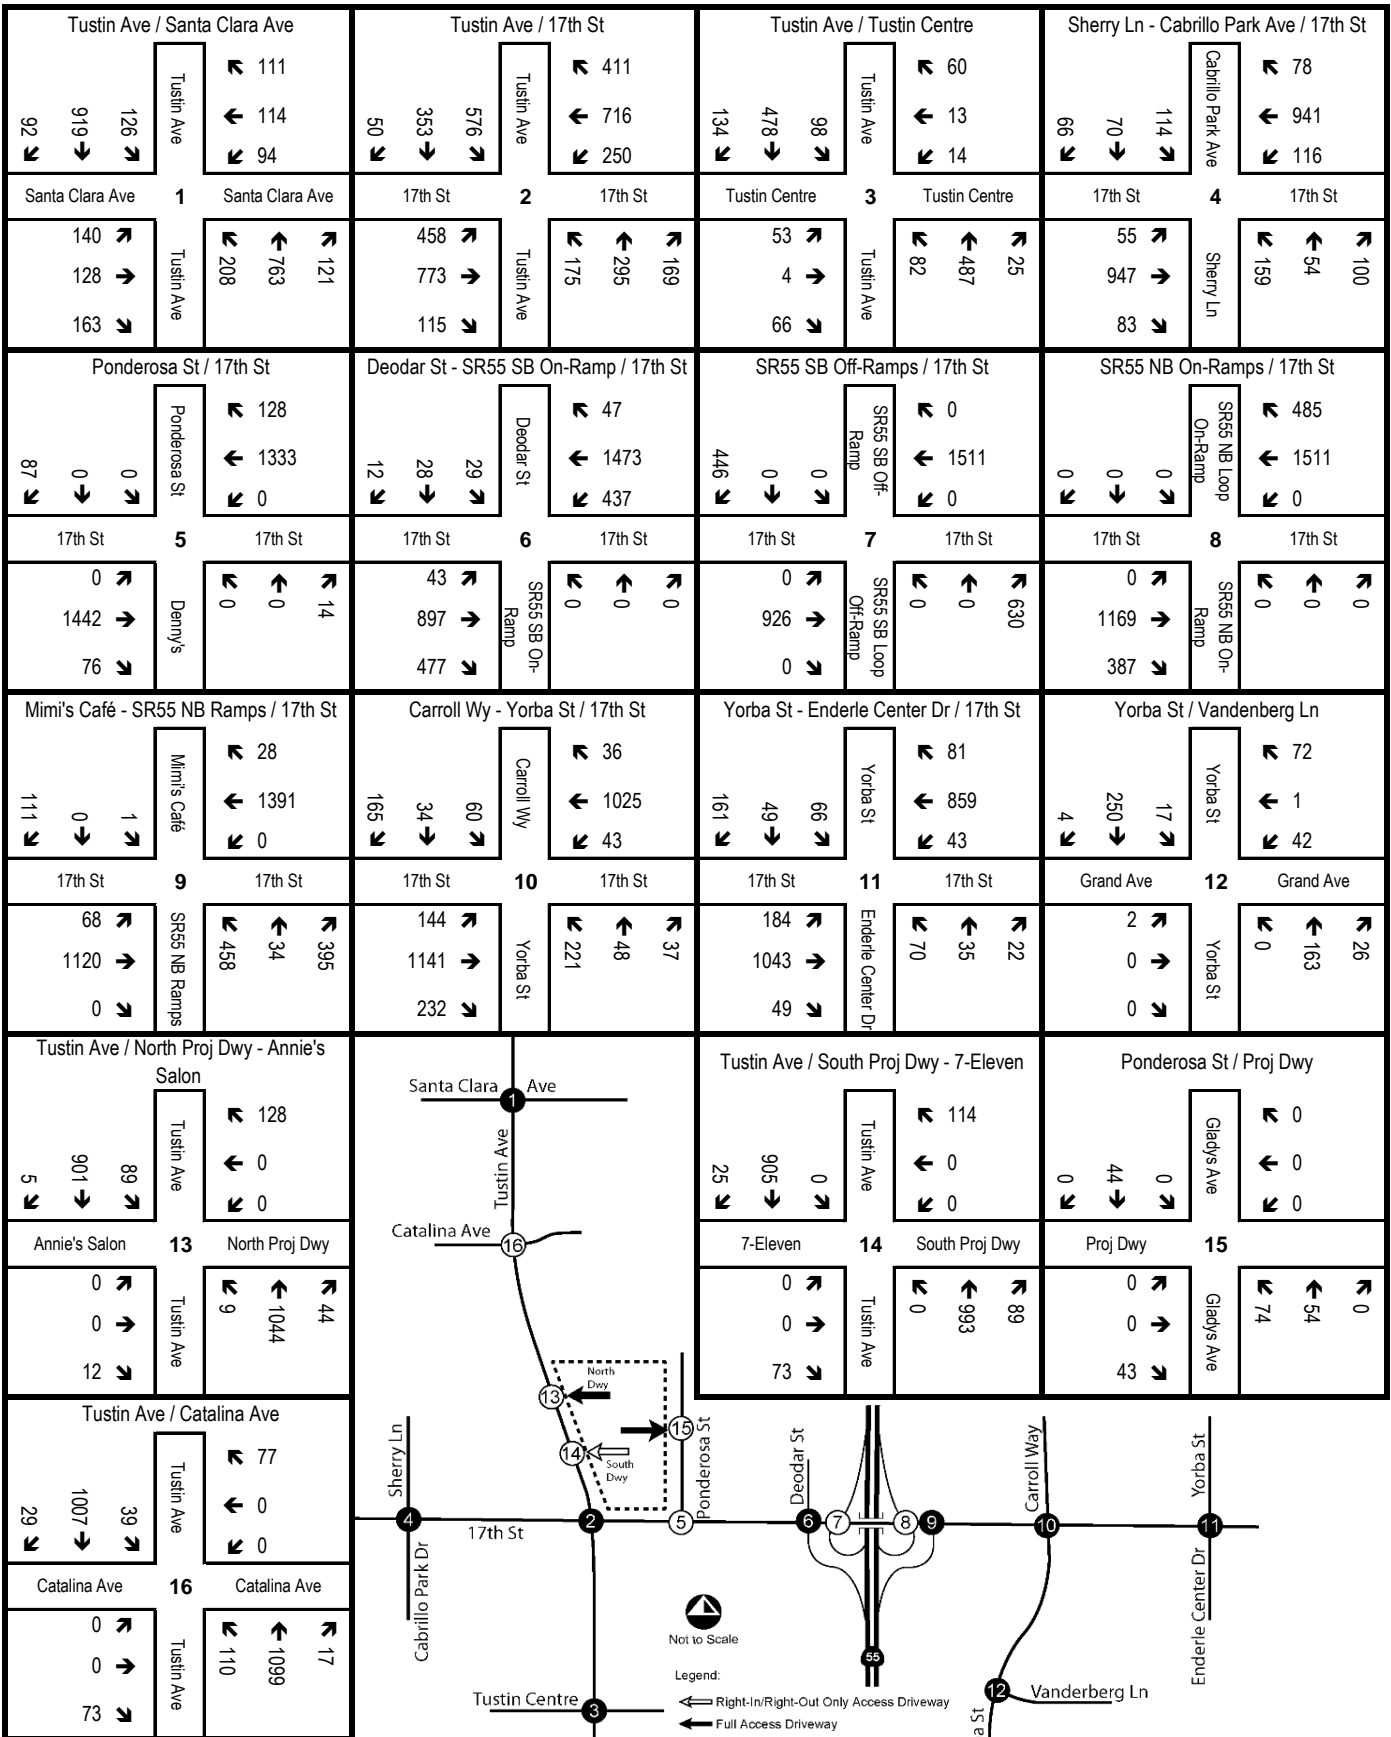 Tustin Ave / Santa Clara Ave
92 919 126
Tustin Ave
111
114
94
Santa Clara Ave 1 Santa Clara Ave
140
128
163
Tustin Ave
208 763 121
Tustin Ave / 17th St
50 353 576
Tustin Ave
411
716
250
17th St 2 17th St
458
773
115
Tustin Ave
175 295 169
Tustin Ave / Tustin Centre
134 478 98
Tustin Ave
60
13
14
Tustin Centre 3 Tustin Centre
53
4
66
Tustin Ave
82 487 25
Sherry Ln - Cabrillo Park Ave / 17th St
66 70 114
Cabrillo Park Ave
78
941
116
17th St 4 17th St
55
947
83
Sherry Ln
159 54 100
Ponderosa St / 17th St
87 0 0
Ponderosa St
128
1333
0
17th St 5 17th St
0
1442
76
Denny's
0 0 14
Deodar St - SR55 SB On-Ramp / 17th St
12 28 29
Deodar St
47
1473
437
17th St 6 17th St
43
897
477
SR55 SB On-
Ramp
0 0 0
SR55 SB Off-Ramps / 17th St
446 0 0
SR55 SB Off-
Ramp
0
1511
0
17th St 7 17th St
0
926
0
SR55 SB Loop
Off-Ramp
0 0 630
SR55 NB On-Ramps / 17th St
0 0 0
SR55 NB Loop
On-Ramp
485
1511
0
17th St 8 17th St
0
1169
387
SR55 NB On-
Ramp
0 0 0
Mimi's Café - SR55 NB Ramps / 17th St
111 0 1
Mimi's Café
28
1391
0
17th St 9 17th St
68
1120
0
SR55 NB Ramps
458 34 395
Carroll Wy - Yorba St / 17th St
165 34 60
Carroll Wy
36
1025
43
17th St 10 17th St
144
1141
232
Yorba St
221 48 37
Yorba St - Enderle Center Dr / 17th St
161 49 66
Yorba St
81
859
43
17th St 11 17th St
184
1043
49
Enderle Center Dr
70 35 22
Yorba St / Vandenberg Ln
4 250 17
Yorba St
72
1
42
Grand Ave 12 Grand Ave
2
0
0
Yorba St
0 163 26
Tustin Ave / North Proj Dwy - Annie's
Salon
5 901 89
Tustin Ave
128
0
0
Annie's Salon 13 North Proj Dwy
0
0
12
Tustin Ave
9 1044 44
Tustin Ave / South Proj Dwy - 7-Eleven
25 905 0
Tustin Ave
114
0
0
7-Eleven 14 South Proj Dwy
0
0
73
Tustin Ave
0 993 89
Ponderosa St / Proj Dwy
0 44 0
Gladys Ave
0
0
0
Proj Dwy 15
0
0
43
Gladys Ave
74 54 0
Tustin Ave / Catalina Ave
29 1007 39
Tustin Ave
77
0
0
Catalina Ave 16 Catalina Ave
0
0
73
Tustin Ave
110 1099 17
Santa Clara Ave
1
Tustin Ave
Catalina Ave
16
North
Dwy
13
15
14
South
Dwy
Ponderosa St
Sherry Ln
Deodar St
Carroll Way
Yorba St
4 2 5 6 7 8 9 10 11
17th St
Cabrillo Park Dr
Enderle Center Dr
Not to Scale
55
Legend:
Right-In/Right-Out Only Access Driveway
Full Access Driveway
Tustin Centre
3
12
Vanderberg Ln
a St